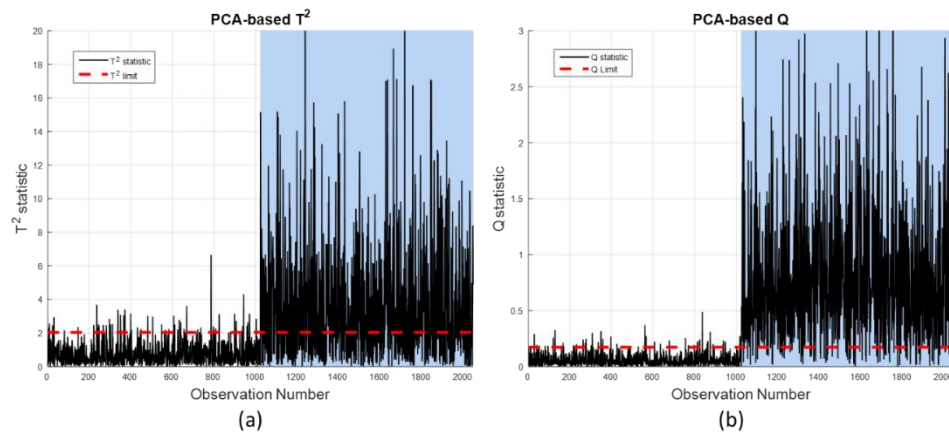 PCA-based T²
20
18
16
14
12
10
8
6
4
2
0
T² statistic
T² statistic
T² limit
0 200 400 600 800 1000 1200 1400 1600 1800 2000
Observation Number
(a)
PCA-based Q
3
2.5
2
1.5
1
0.5
0
Q statistic
Q statistic
Q Limit
0 200 400 600 800 1000 1200 1400 1600 1800 2000
Observation Number
(b)